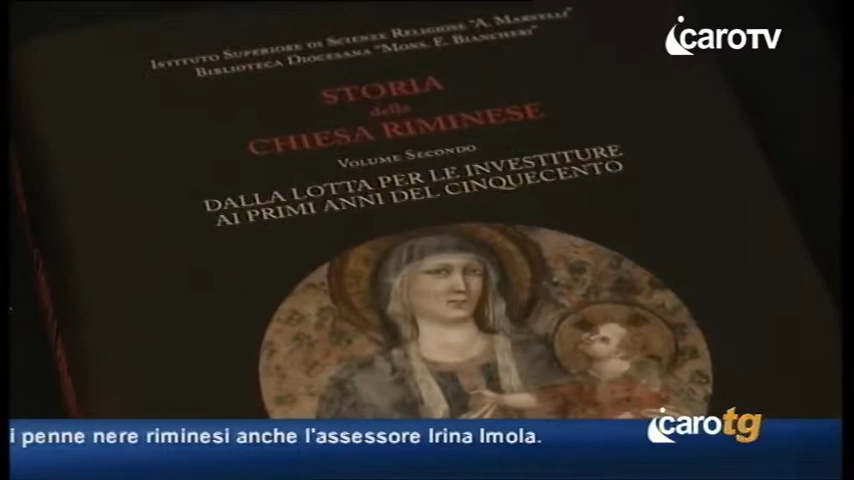 icaroTV
ISTITUTO SUPERIORE DI SCIENZE RELIGIOSE "A. MARVELLI"
BIBLIOTECA DIOCESANA "MONS. E. BIANCHERI"
STORIA
della
CHIESA RIMINESE
VOLUME SECONDO
DALLA LOTTA PER LE INVESTITURE
AI PRIMI ANNI DEL CINQUECENTO
i penne nere riminesi anche l'assessore Irina Imola.
icarotg